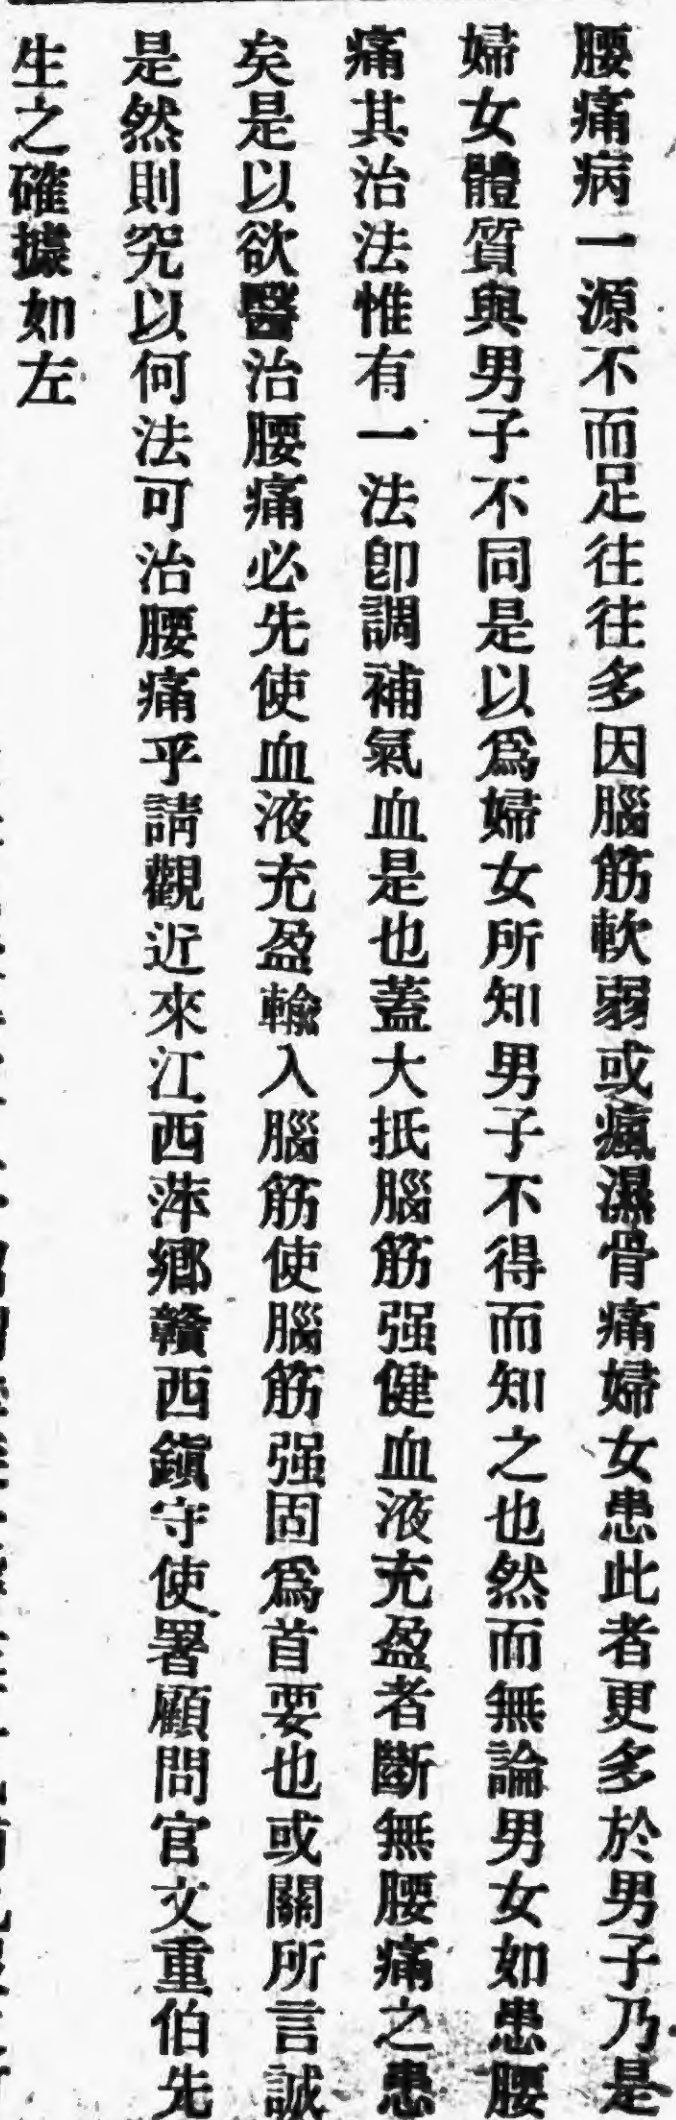 腰痛病一源不而足往往多因腦筋軟弱或瘋濕骨痛婦女患此者更多於男子乃是
婦女體質與男子不同是以爲婦女所知男子不得而知之也然而無論男女如患腰
痛其治法惟有一法卽調補氣血是也蓋大抵腦筋强健血液充盈者斷無腰痛之患
矣是以欲醫治腰痛必先使血液充盈輸入腦筋使腦筋强固爲首要也或關所言誠
是然則究以何法可治腰痛乎請觀近來江西萍鄉贛西鎭守使署顧問官文重伯先
生之確據如左